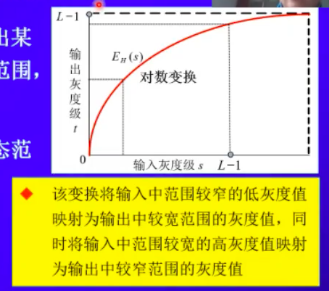 出某
范围，
态范
L-1
输出灰度级 t
E_H(s)
对数变换
0
输入灰度级 s
L-1
◆ 该变换将输入中范围较窄的低灰度值
映射为输出中较宽范围的灰度值，同
时将输入中范围较宽的高灰度值映射
为输出中较窄范围的灰度值